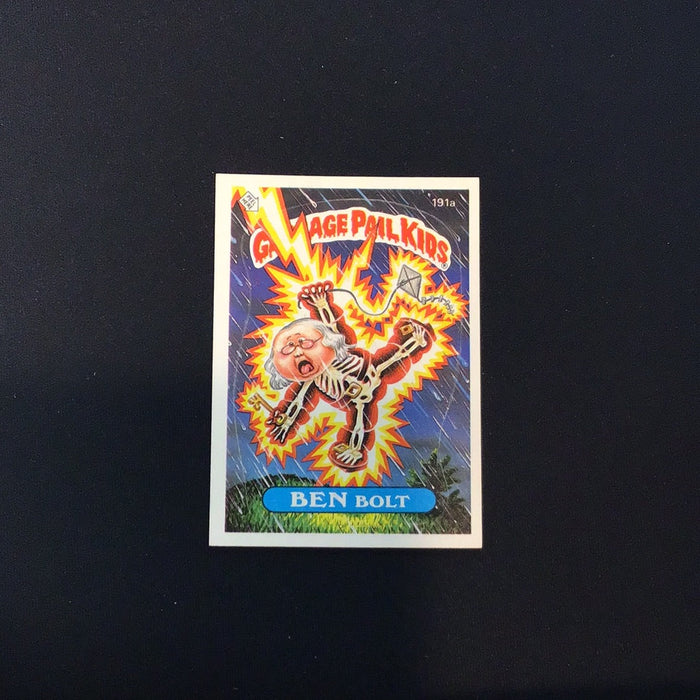 191a
GARBAGE PAIL KIDS
BEN BOLT